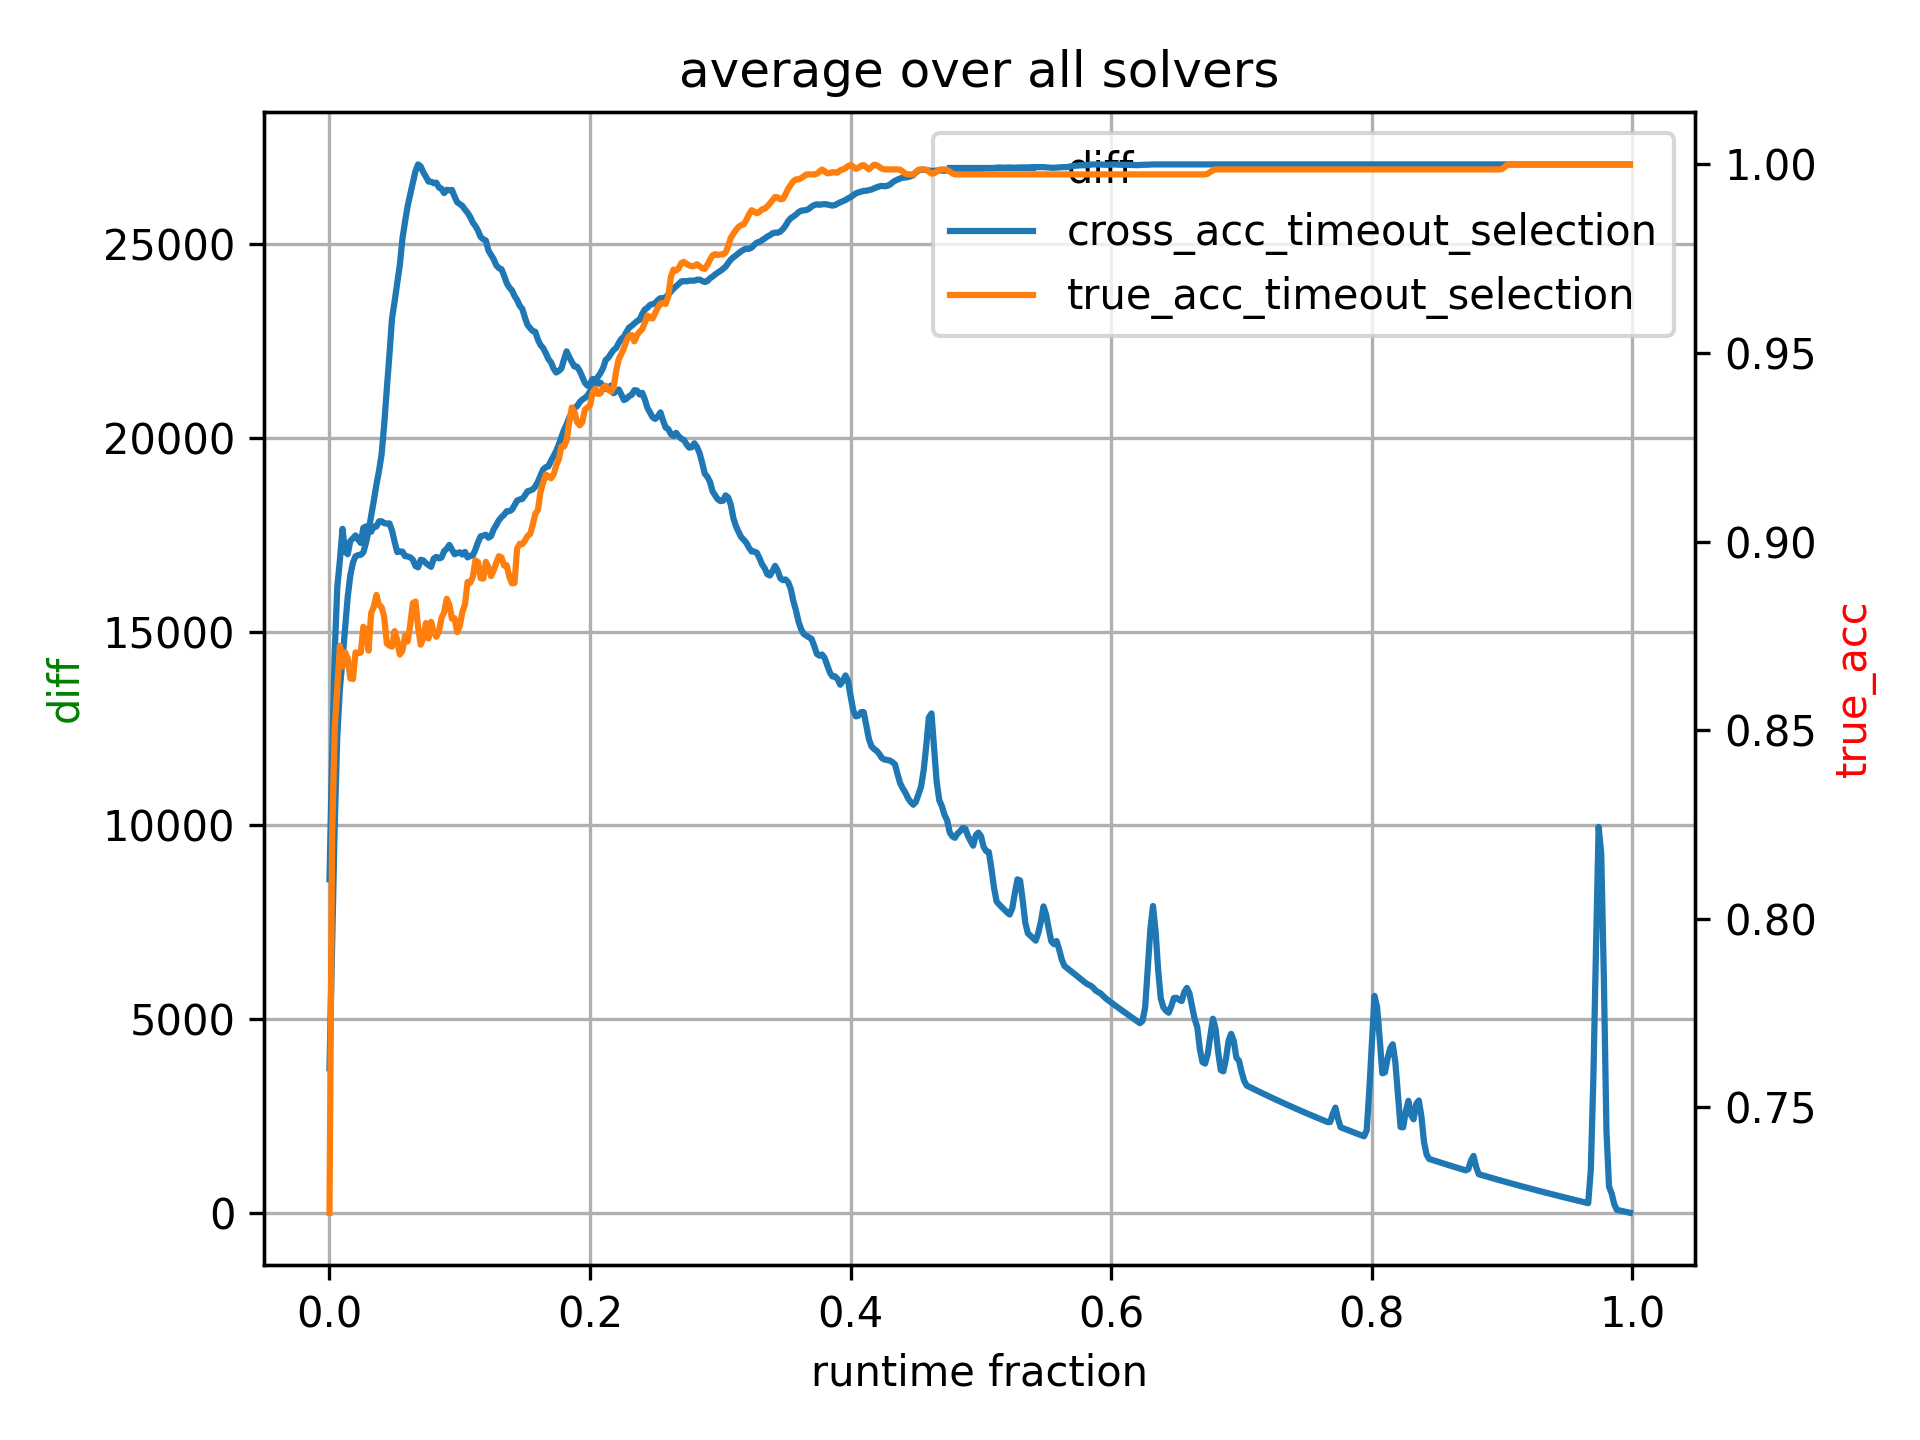 average over all solvers
diff
cross_acc_timeout_selection
true_acc_timeout_selection
25000
20000
15000
10000
5000
0
diff
1.00
0.95
0.90
0.85
0.80
0.75
true_acc
0.0
0.2
0.4
0.6
0.8
1.0
runtime fraction